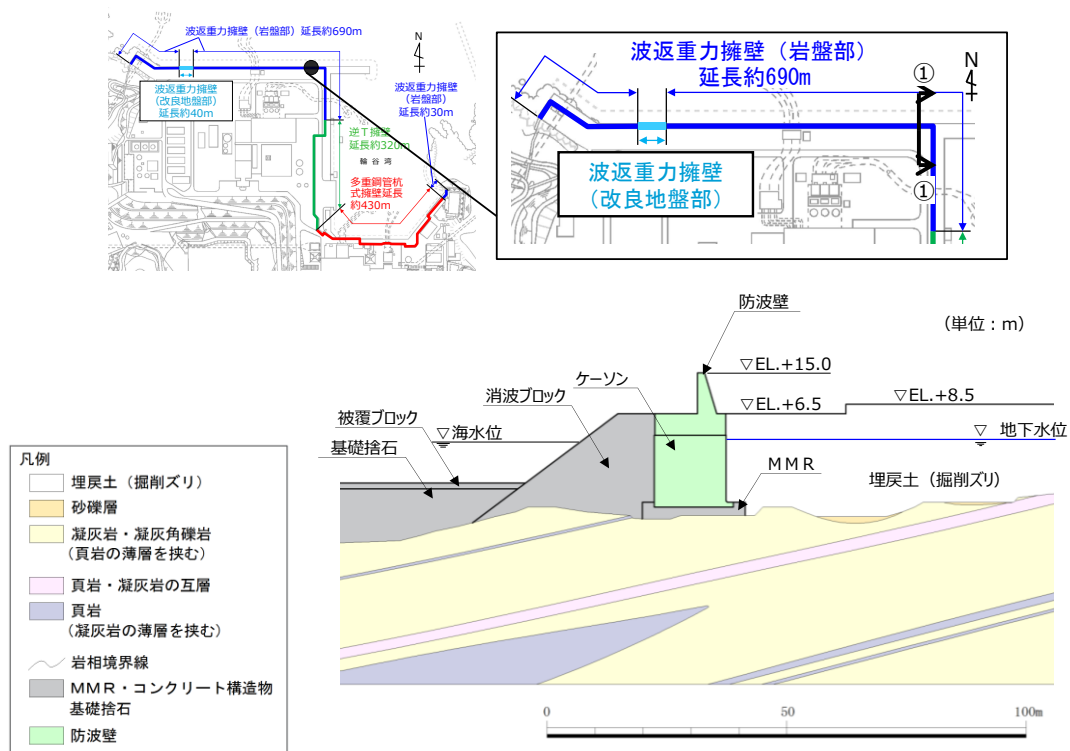 波返重力擁壁（岩盤部）延長約690m
N
波返重力擁壁
（改良地盤部）
延長約40m
波返重力擁壁
（岩盤部）
延長約30m
逆T擁壁
延長約320m
輪谷湾
多重鋼管杭
式擁壁延長
約430m
波返重力擁壁（岩盤部）
延長約690m
①
N
波返重力擁壁
（改良地盤部）
①
防波壁
（単位：m）
▽EL.+15.0
ケーソン
消波ブロック
▽EL.+6.5
▽EL.+8.5
被覆ブロック
▽海水位
▽ 地下水位
基礎捨石
ＭＭＲ
埋戻土（掘削ズリ）
凡例
埋戻土（掘削ズリ）
砂礫層
凝灰岩・凝灰角礫岩
（頁岩の薄層を挟む）
頁岩・凝灰岩の互層
頁岩
（凝灰岩の薄層を挟む）
岩相境界線
ＭＭＲ・コンクリート構造物
基礎捨石
防波壁
0
50
100m